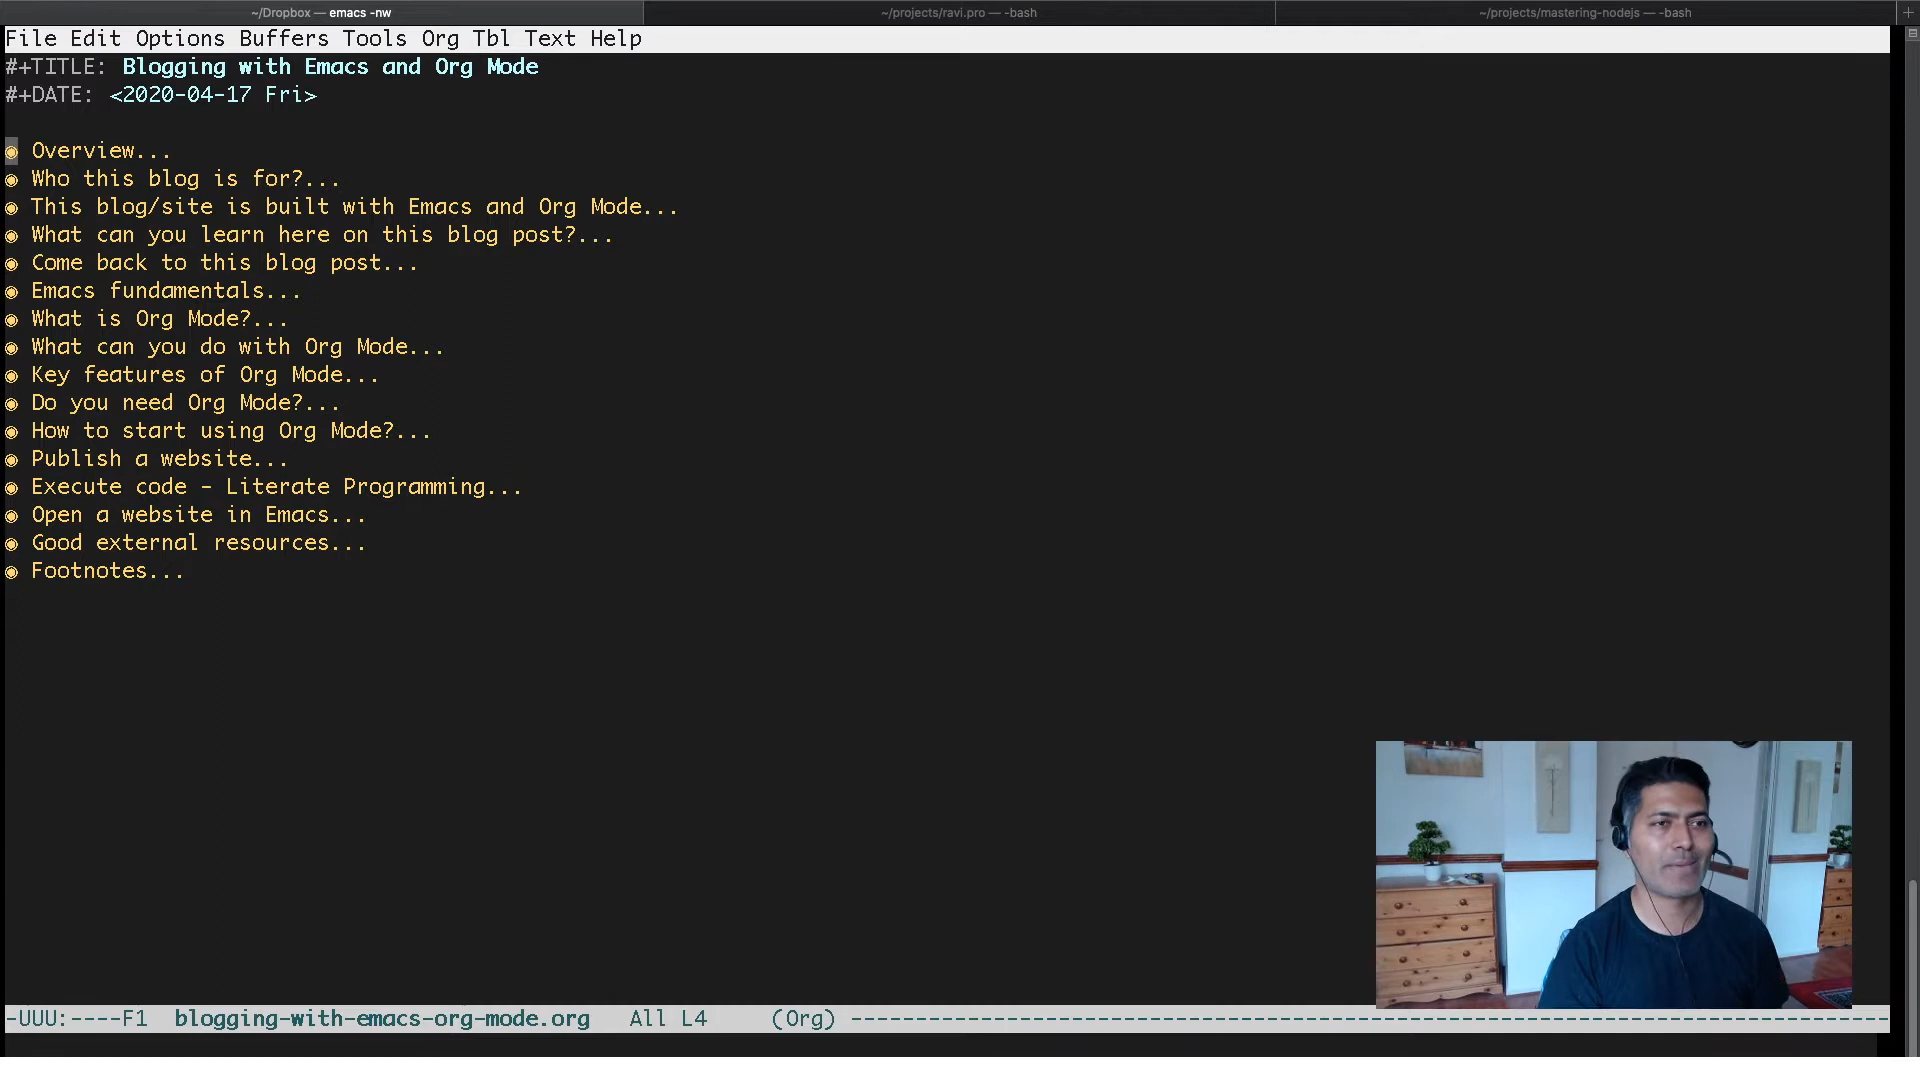 ~/Dropbox — emacs -nw
~/projects/ravi.pro — -bash
~/projects/mastering-nodejs — -bash
+
File Edit Options Buffers Tools Org Tbl Text Help
#+TITLE: Blogging with Emacs and Org Mode
#+DATE: <2020-04-17 Fri>
◉ Overview...
◉ Who this blog is for?...
◉ This blog/site is built with Emacs and Org Mode...
◉ What can you learn here on this blog post?...
◉ Come back to this blog post...
◉ Emacs fundamentals...
◉ What is Org Mode?...
◉ What can you do with Org Mode...
◉ Key features of Org Mode...
◉ Do you need Org Mode?...
◉ How to start using Org Mode?...
◉ Publish a website...
◉ Execute code - Literate Programming...
◉ Open a website in Emacs...
◉ Good external resources...
◉ Footnotes...
-UUU:----F1 blogging-with-emacs-org-mode.org All L4 (Org) --------------------------------------------------------------------------------